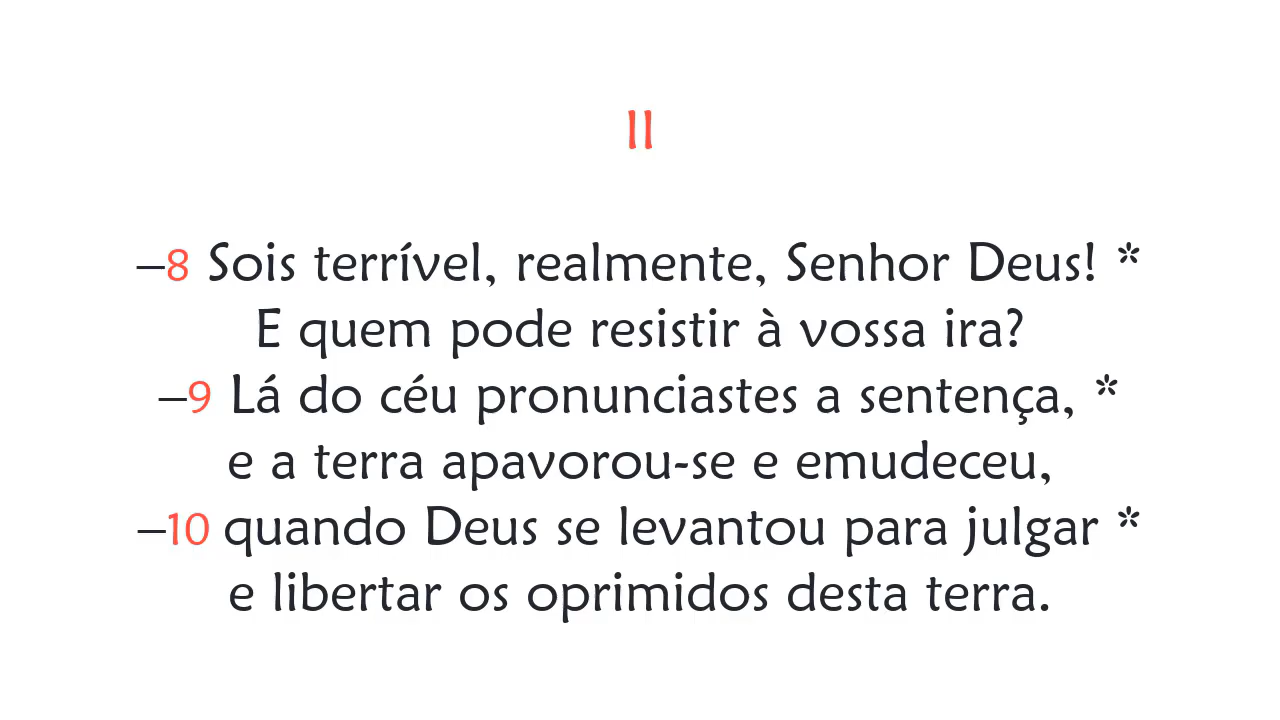 II
–8 Sois terrível, realmente, Senhor Deus! *
E quem pode resistir à vossa ira?
–9 Lá do céu pronunciastes a sentença, *
e a terra apavorou-se e emudeceu,
–10 quando Deus se levantou para julgar *
e libertar os oprimidos desta terra.